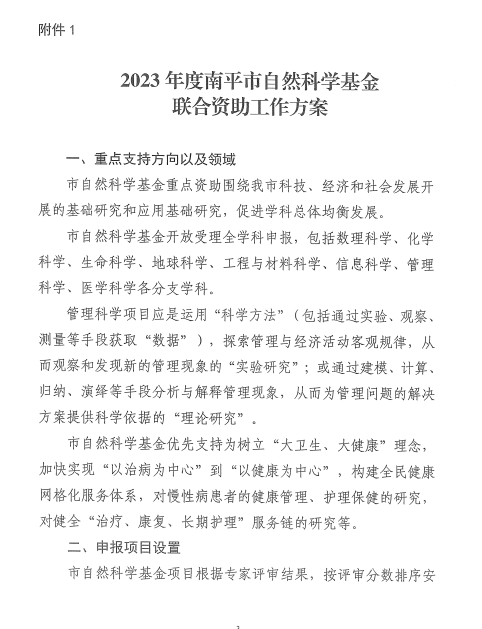 附件 1
2023 年度南平市自然科学基金
联合资助工作方案
一、重点支持方向以及领域
市自然科学基金重点资助围绕我市科技、经济和社会发展开
展的基础研究和应用基础研究，促进学科总体均衡发展。
市自然科学基金开放受理全学科申报，包括数理科学、化学
科学、生命科学、地球科学、工程与材料科学、信息科学、管理
科学、医学科学各分支学科。
管理科学项目应是运用“科学方法”（包括通过实验、观察、
测量等手段获取“数据”），探索管理与经济活动客观规律，从
而观察和发现新的管理现象的“实验研究”；或通过建模、计算、
归纳、演绎等手段分析与解释管理现象，从而为管理问题的解决
方案提供科学依据的“理论研究”。
市自然科学基金优先支持为树立“大卫生、大健康”理念，
加快实现“以治病为中心”到“以健康为中心”，构建全民健康
网格化服务体系，对慢性病患者的健康管理、护理保健的研究，
对健全“治疗、康复、长期护理”服务链的研究等。
二、申报项目设置
市自然科学基金项目根据专家评审结果，按评审分数排序安